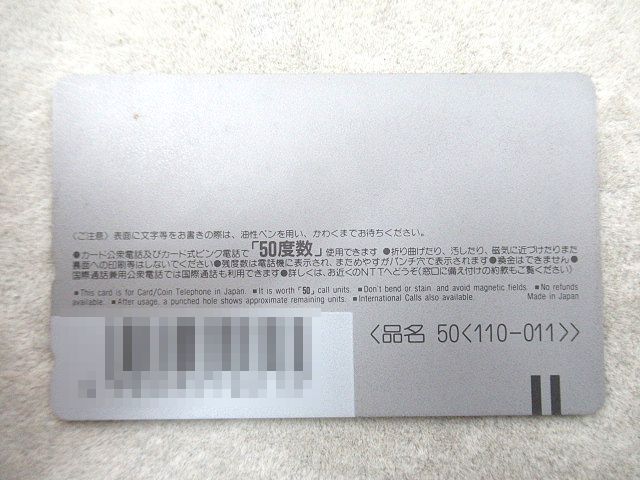 〈ご注意〉表面に文字等をお書きの際は、油性ペンを用い、かわくまでお待ちください。
●カード公衆電話及びカード式ピンク電話で「50度数」使用できます ●折り曲げたり、汚したり、磁気に近づけたりまた
裏面への印刷等はしないでください ●残度数は電話機に表示され、まためやすがパンチ穴で表示されます ●換金はできません ●
国際通話兼用公衆電話では国際通話も利用できます ●詳しくは、お近くのNTTへどうぞ(窓口に備え付けの約款もご覧ください)
■This card is for Card/Coin Telephone in Japan. ■It is worth「50」call units. ■Don't bend or stain. and avoid magnetic fields. ■No refunds
available. ■After usage, a punched hole shows approximate remaining units. ■International Calls also available. Made in Japan
〈品名 50〈110-011〉〉